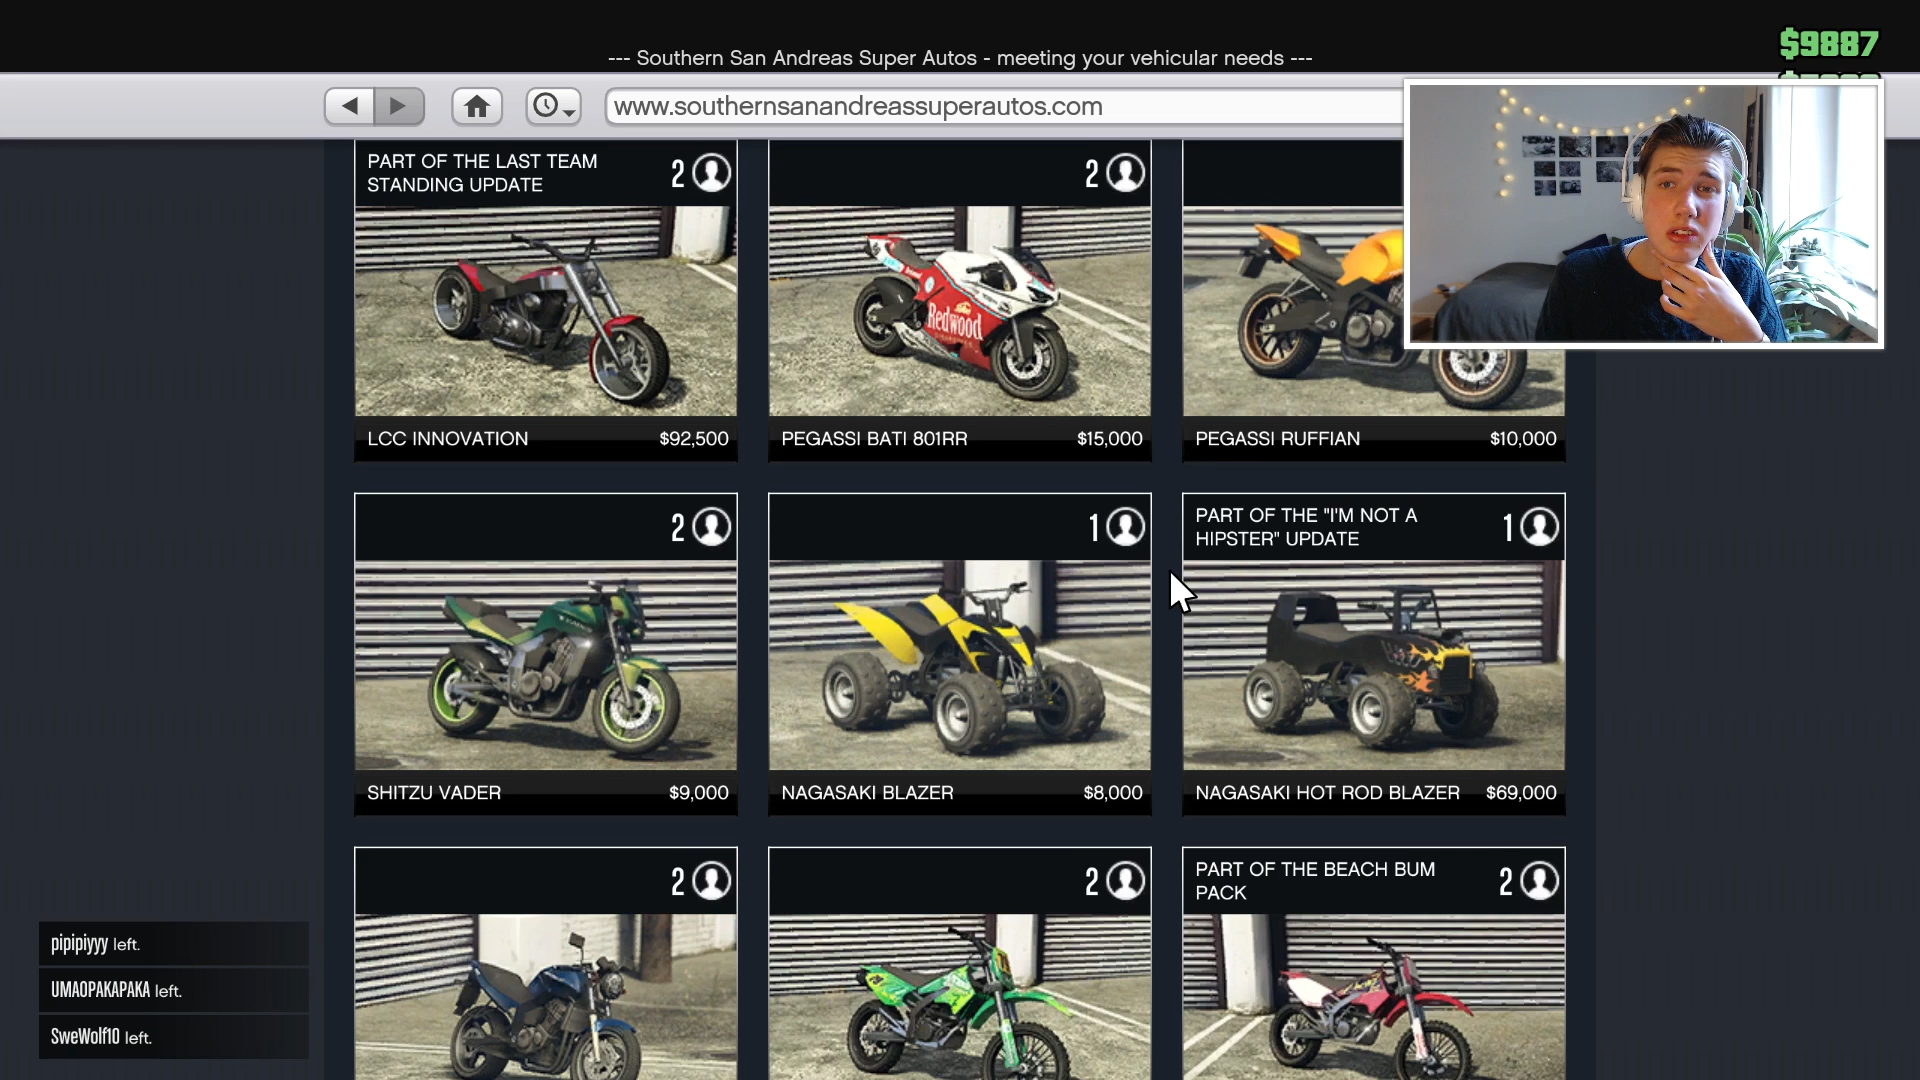 --- Southern San Andreas Super Autos - meeting your vehicular needs ---
$9887
www.southernsanandreassuperautos.com
PART OF THE LAST TEAM
STANDING UPDATE
2
2
Redwood
LCC INNOVATION $92,500
PEGASSI BATI 801RR $15,000
PEGASSI RUFFIAN $10,000
2
1
PART OF THE "I'M NOT A
HIPSTER" UPDATE
1
SHITZU VADER $9,000
NAGASAKI BLAZER $8,000
NAGASAKI HOT ROD BLAZER $69,000
2
2
PART OF THE BEACH BUM
PACK
2
pipipiyyy left.
UMAOPAKAPAKA left.
SweWolf10 left.